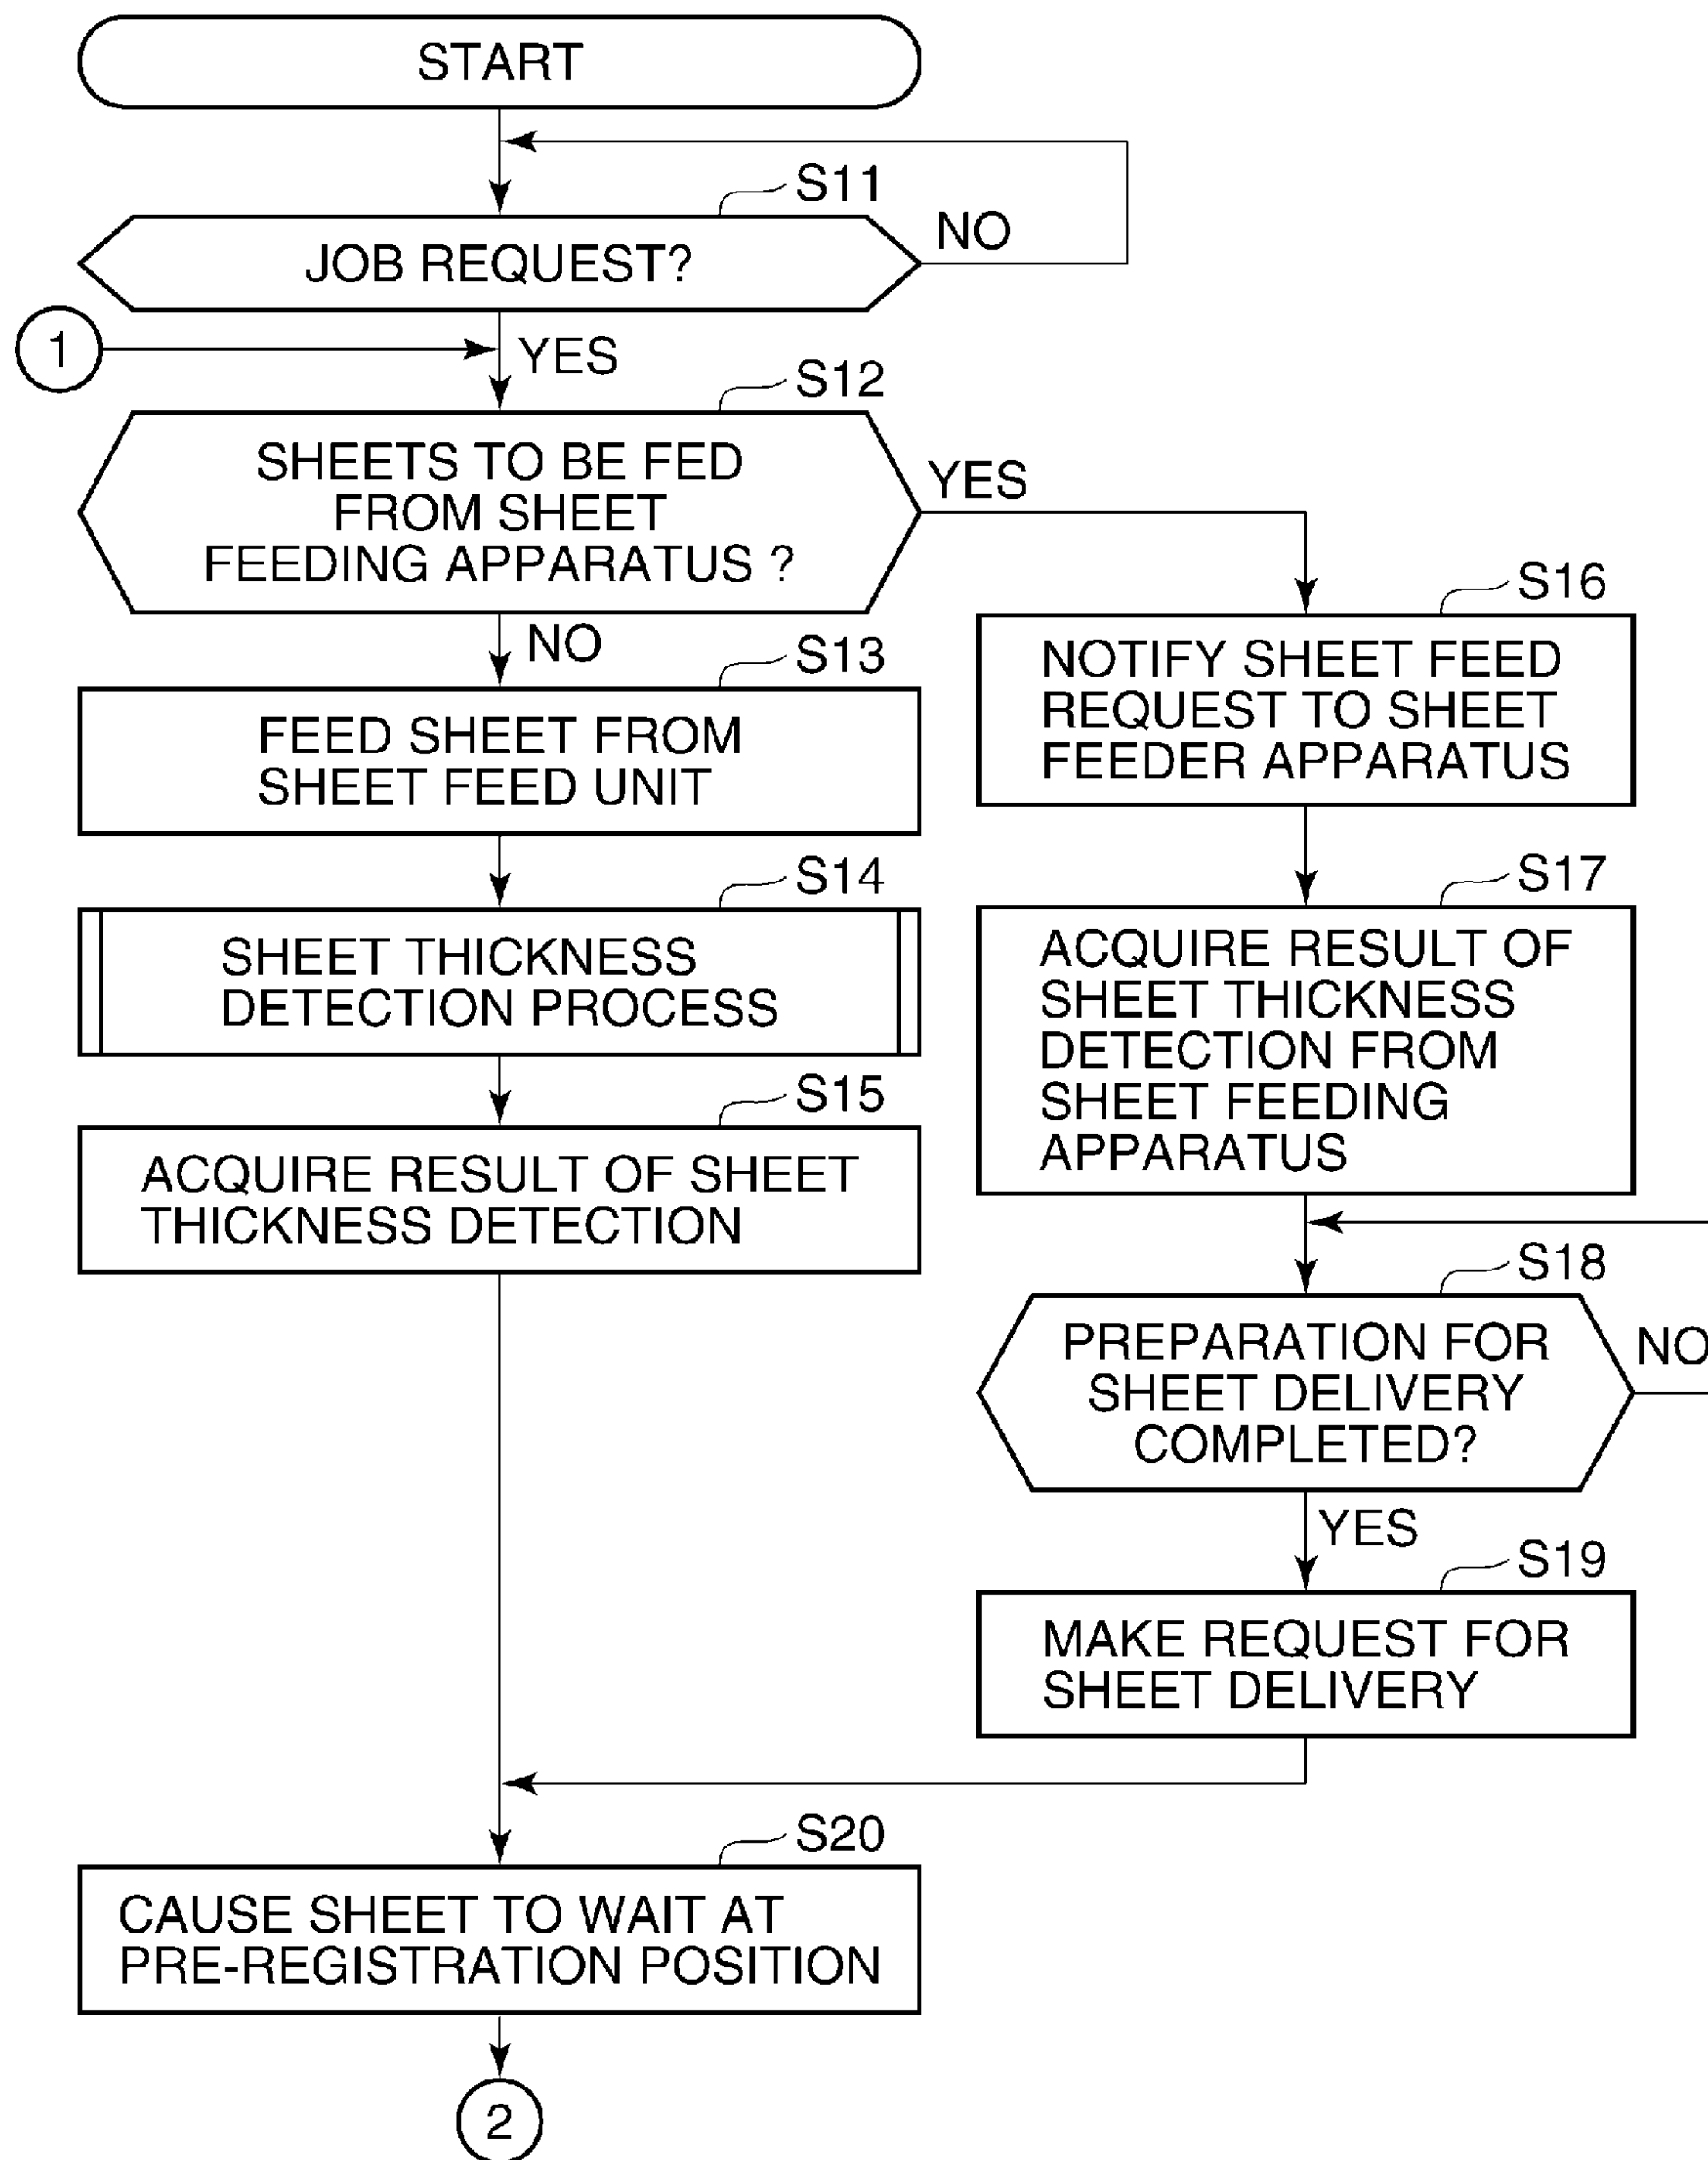 START
S11
JOB REQUEST?
NO
1
YES
S12
SHEETS TO BE FED
FROM SHEET
FEEDING APPARATUS ?
YES
NO
S13
FEED SHEET FROM
SHEET FEED UNIT
S14
SHEET THICKNESS
DETECTION PROCESS
S15
ACQUIRE RESULT OF SHEET
THICKNESS DETECTION
S16
NOTIFY SHEET FEED
REQUEST TO SHEET
FEEDER APPARATUS
S17
ACQUIRE RESULT OF
SHEET THICKNESS
DETECTION FROM
SHEET FEEDING
APPARATUS
S18
PREPARATION FOR
SHEET DELIVERY
COMPLETED?
NO
YES
S19
MAKE REQUEST FOR
SHEET DELIVERY
S20
CAUSE SHEET TO WAIT AT
PRE-REGISTRATION POSITION
2